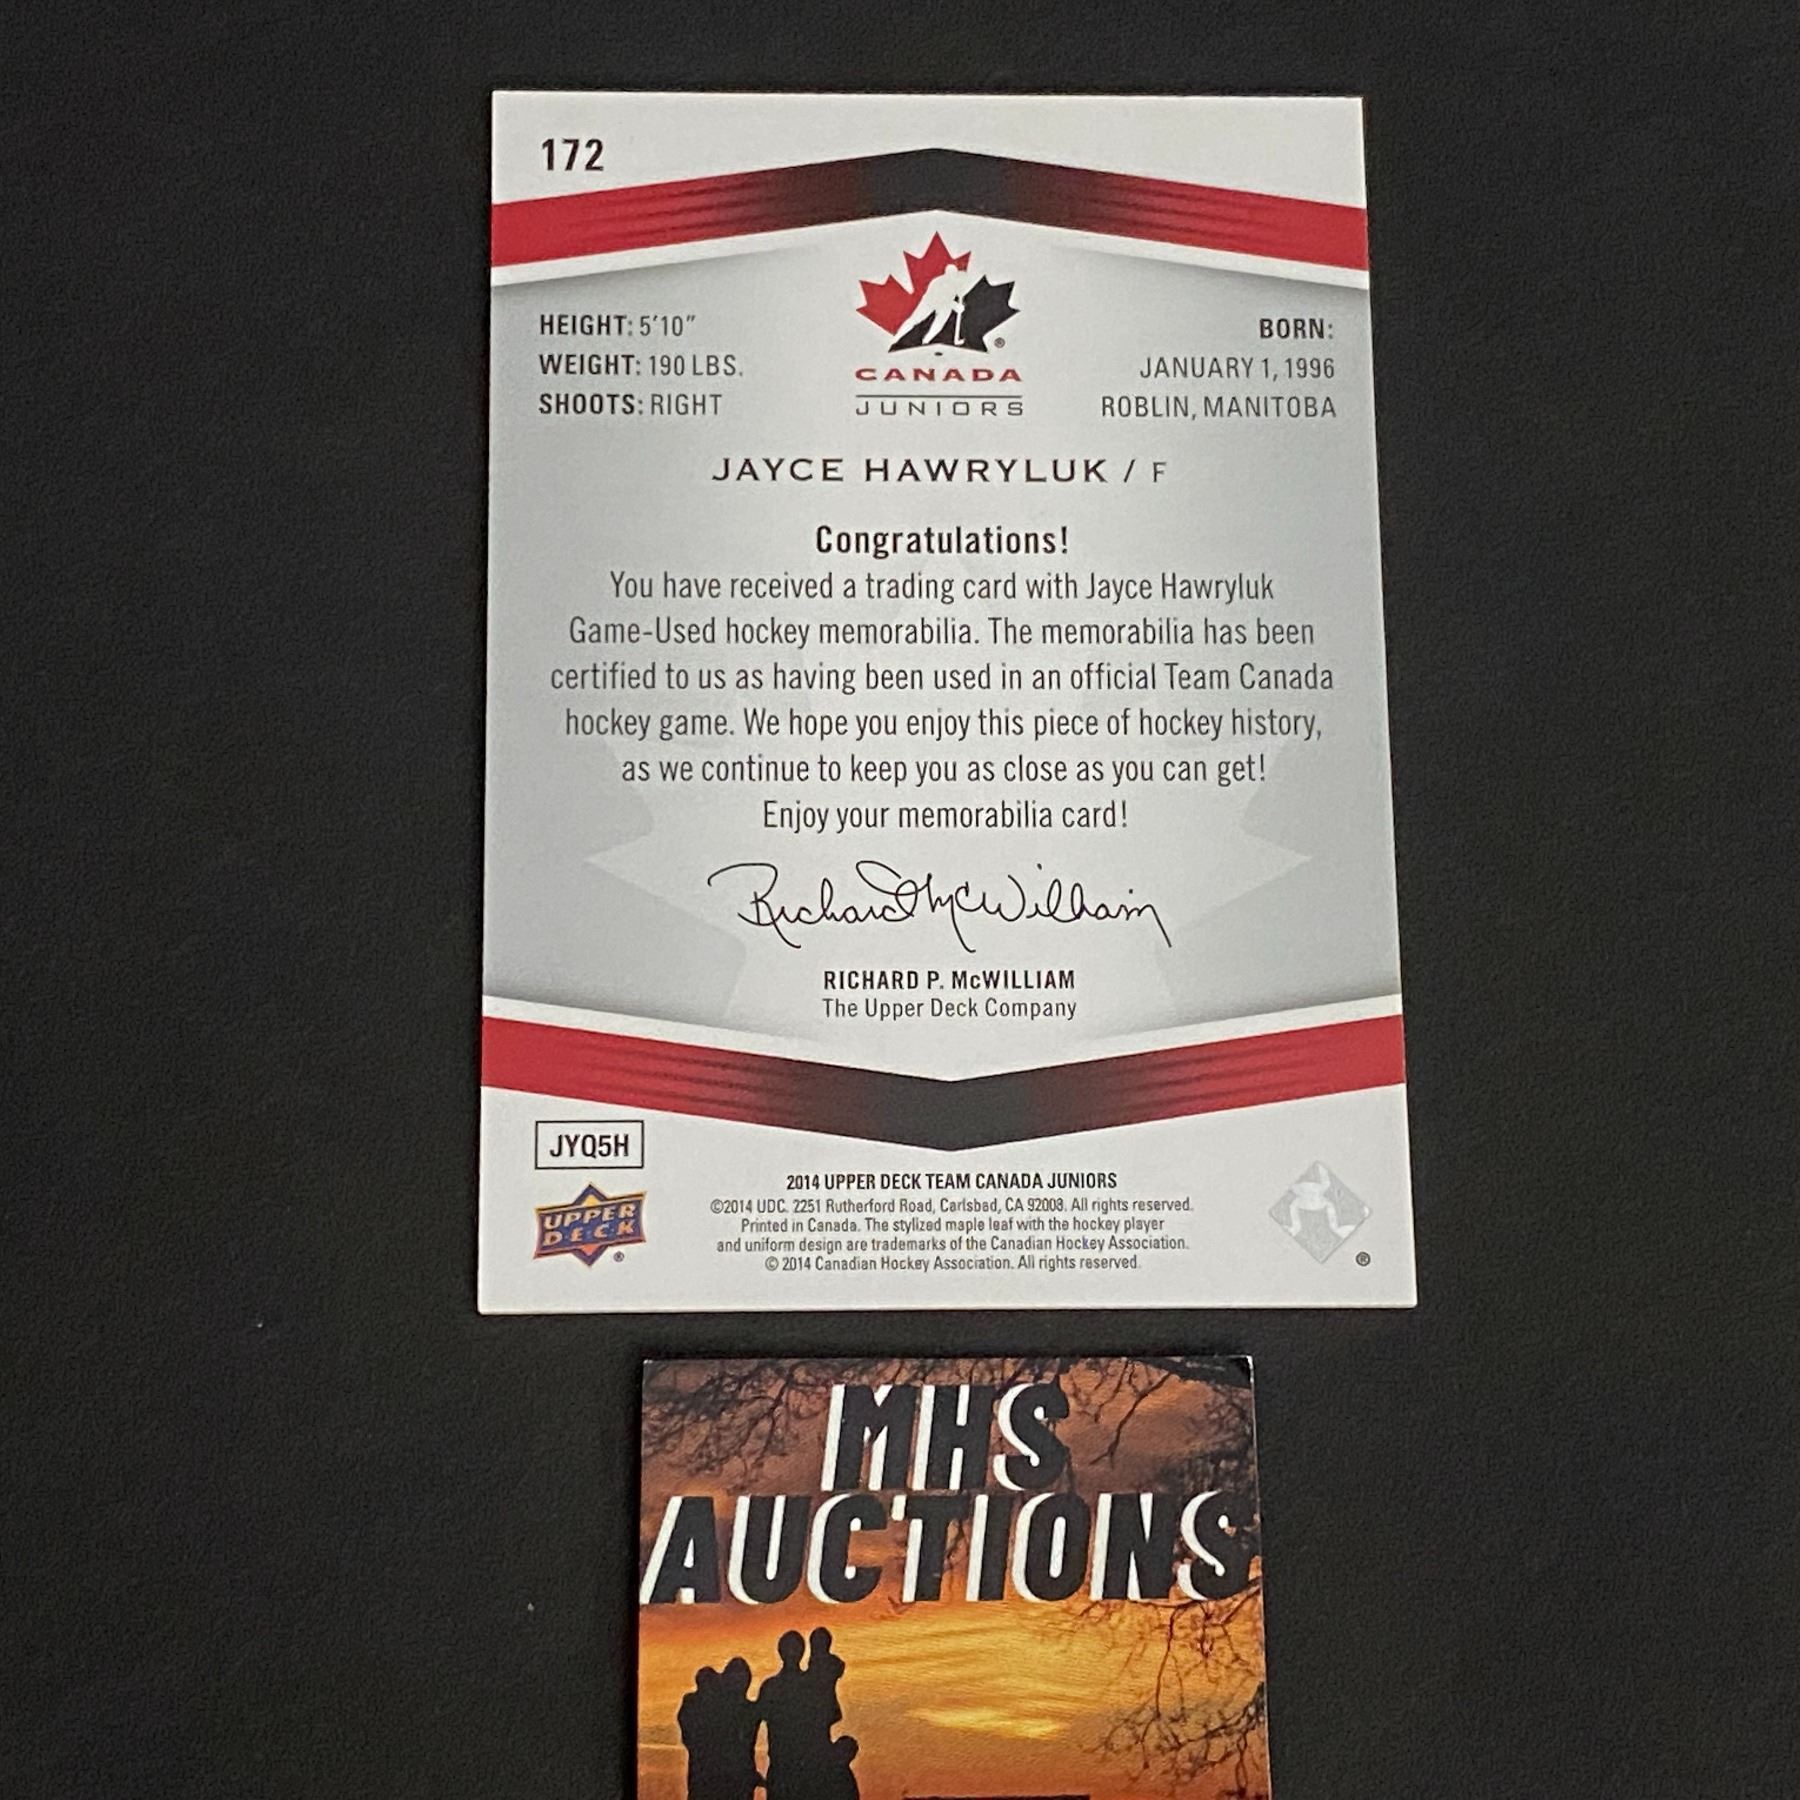 172
HEIGHT: 5'10"
WEIGHT: 190 LBS.
SHOOTS: RIGHT
CANADA
JUNIORS
BORN:
JANUARY 1, 1996
ROBLIN, MANITOBA
JAYCE HAWRYLUK / F
Congratulations!
You have received a trading card with Jayce Hawryluk
Game-Used hockey memorabilia. The memorabilia has been
certified to us as having been used in an official Team Canada
hockey game. We hope you enjoy this piece of hockey history,
as we continue to keep you as close as you can get!
Enjoy your memorabilia card!
Richard McWilliam
RICHARD P. McWILLIAM
The Upper Deck Company
JYQ5H
UPPER
DECK
®
2014 UPPER DECK TEAM CANADA JUNIORS
©2014 UDC. 2251 Rutherford Road, Carlsbad, CA 92008. All rights reserved.
Printed in Canada. The stylized maple leaf with the hockey player
and uniform design are trademarks of the Canadian Hockey Association.
© 2014 Canadian Hockey Association. All rights reserved.
®
MHS
AUCTIONS